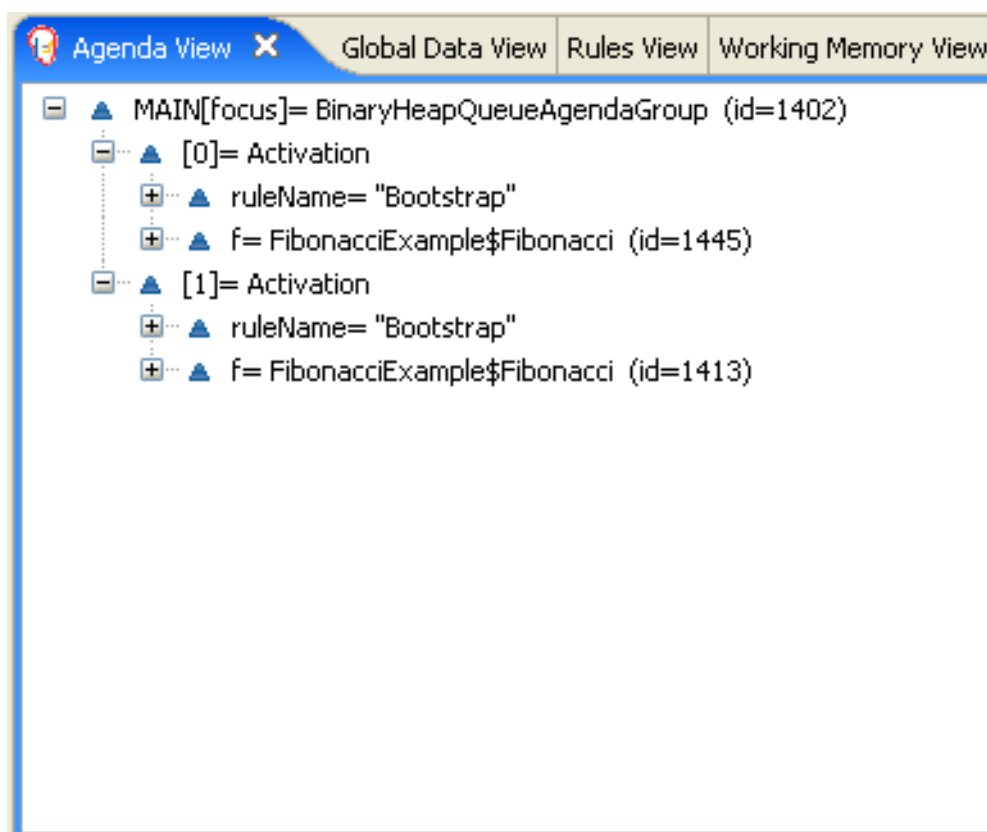 Agenda View Global Data View Rules View Working Memory View
MAIN[focus]= BinaryHeapQueueAgendaGroup (id=1402)
[0]= Activation
ruleName= "Bootstrap"
f= FibonacciExample$Fibonacci (id=1445)
[1]= Activation
ruleName= "Bootstrap"
f= FibonacciExample$Fibonacci (id=1413)